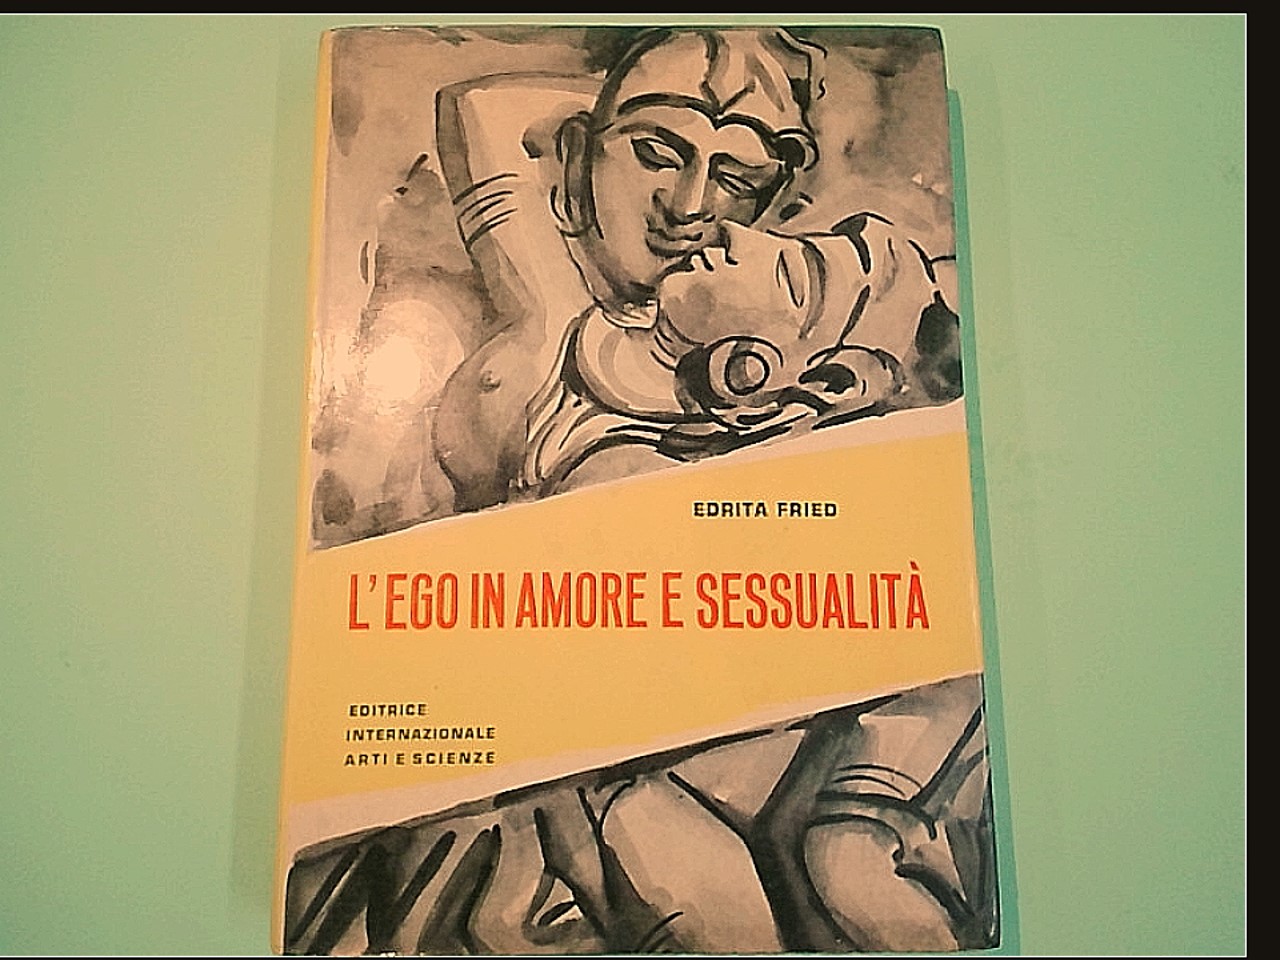 EDRITA FRIED
L'EGO IN AMORE E SESSUALITÀ
EDITRICE
INTERNAZIONALE
ARTI E SCIENZE